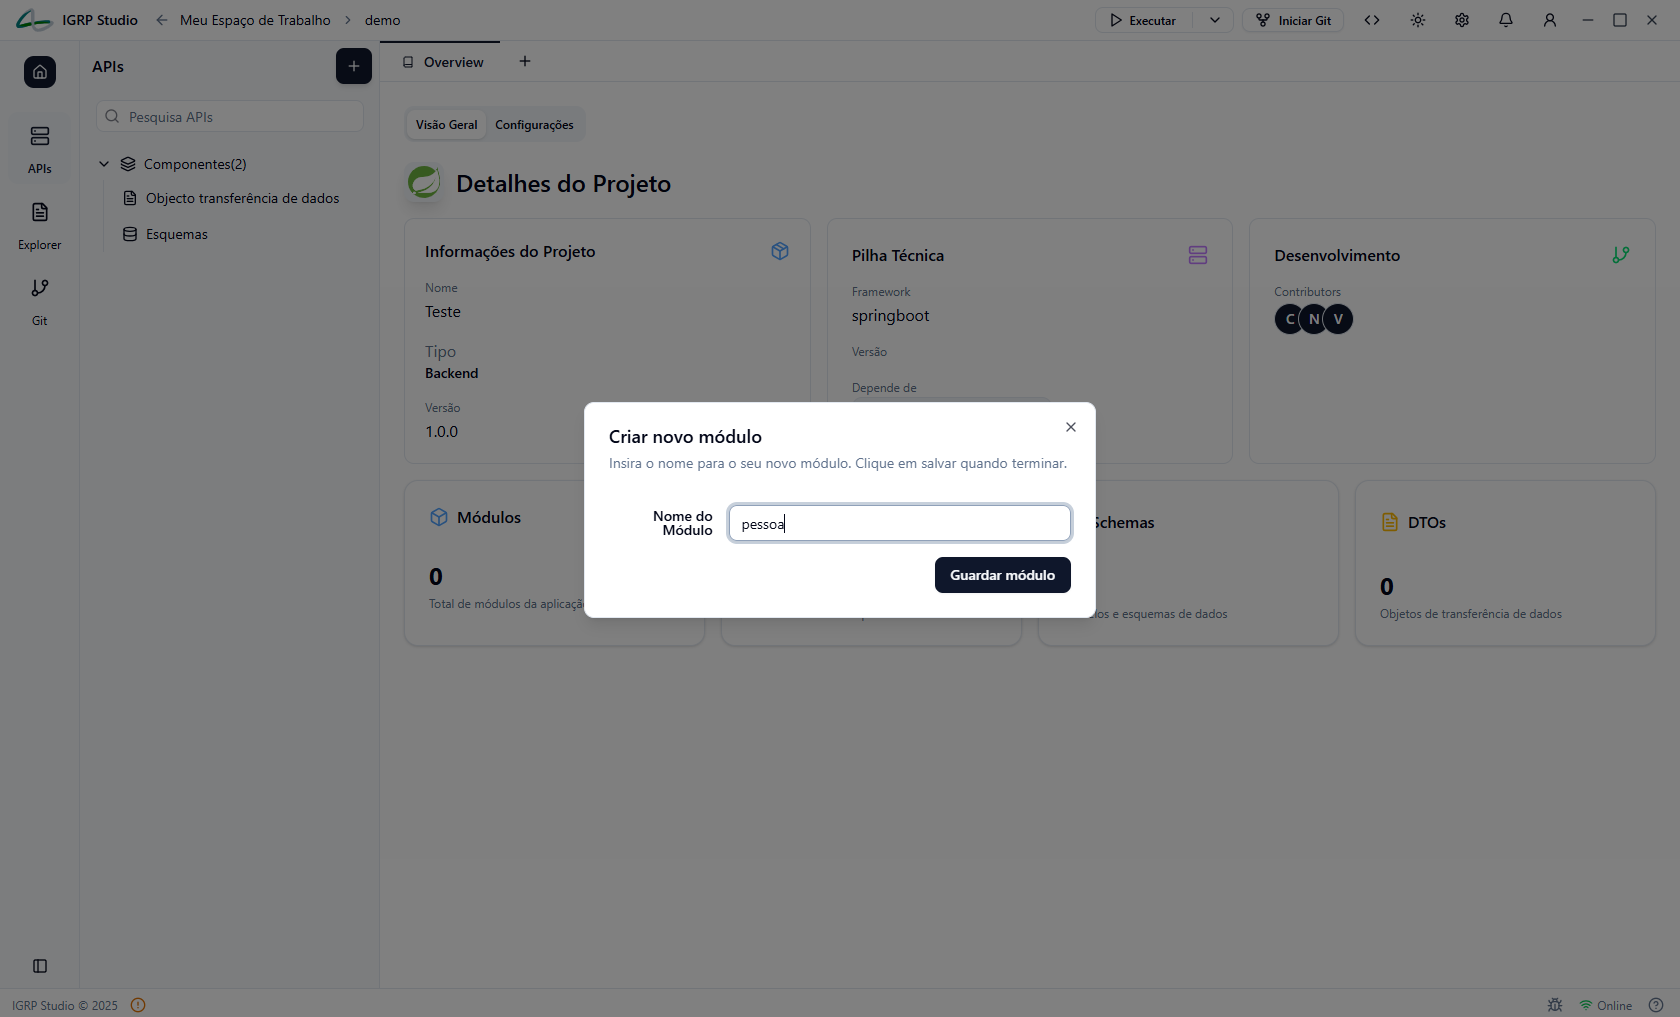 IGRP Studio
Meu Espaço de Trabalho
demo
Executar
Iniciar Git
APIs
Overview
Pesquisa APIs
Componentes(2)
Objecto transferência de dados
Esquemas
APIs
Explorer
Git
Visão Geral
Configurações
Detalhes do Projeto
Informações do Projeto
Nome
Teste
Tipo
Backend
Versão
1.0.0
Pilha Técnica
Framework
springboot
Versão
Depende de
Desenvolvimento
Contributors
C N V
Criar novo módulo
Insira o nome para o seu novo módulo. Clique em salvar quando terminar.
Nome do
Módulo
pessoa
Guardar módulo
Módulos
0
Total de módulos da aplicação
Schemas
e esquemas de dados
DTOs
0
Objetos de transferência de dados
IGRP Studio © 2025
Online